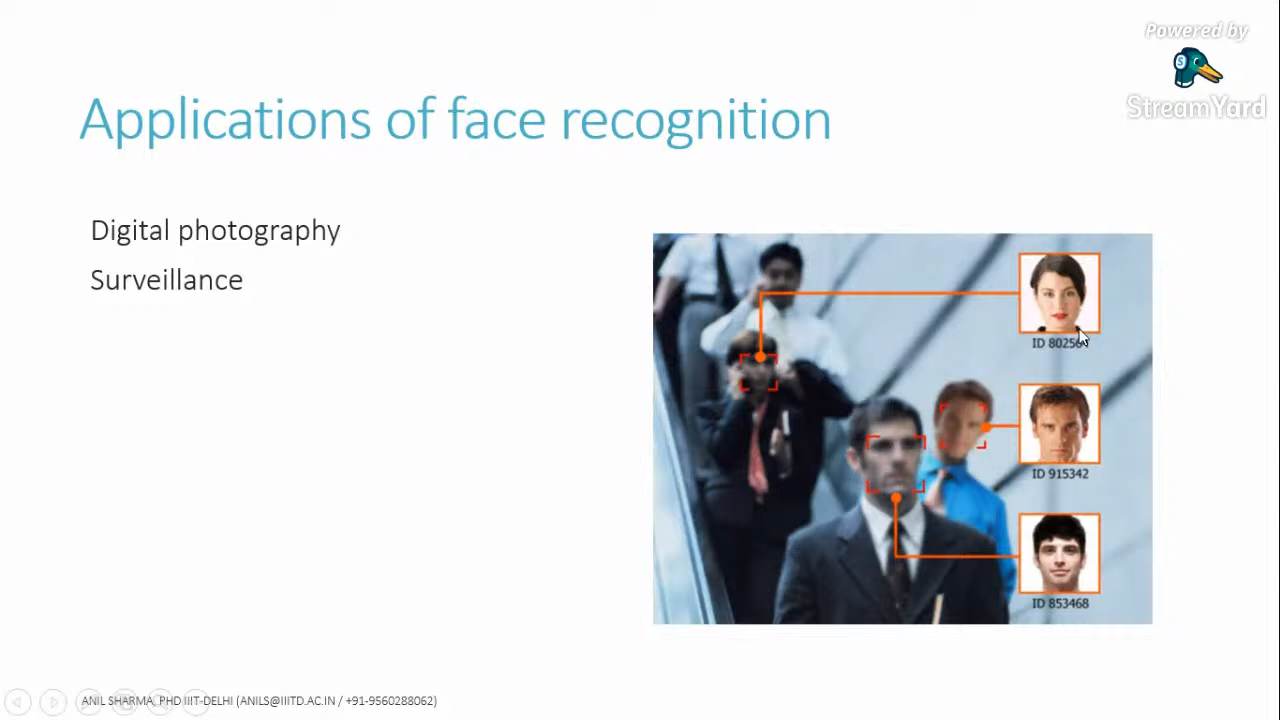 Powered by
StreamYard
Applications of face recognition
Digital photography
Surveillance
ID
ID 915342
ID 853468
ANIL SHARMA, PHD IIIT-DELHI (ANILS@IIITD.AC.IN / +91-9560288062)